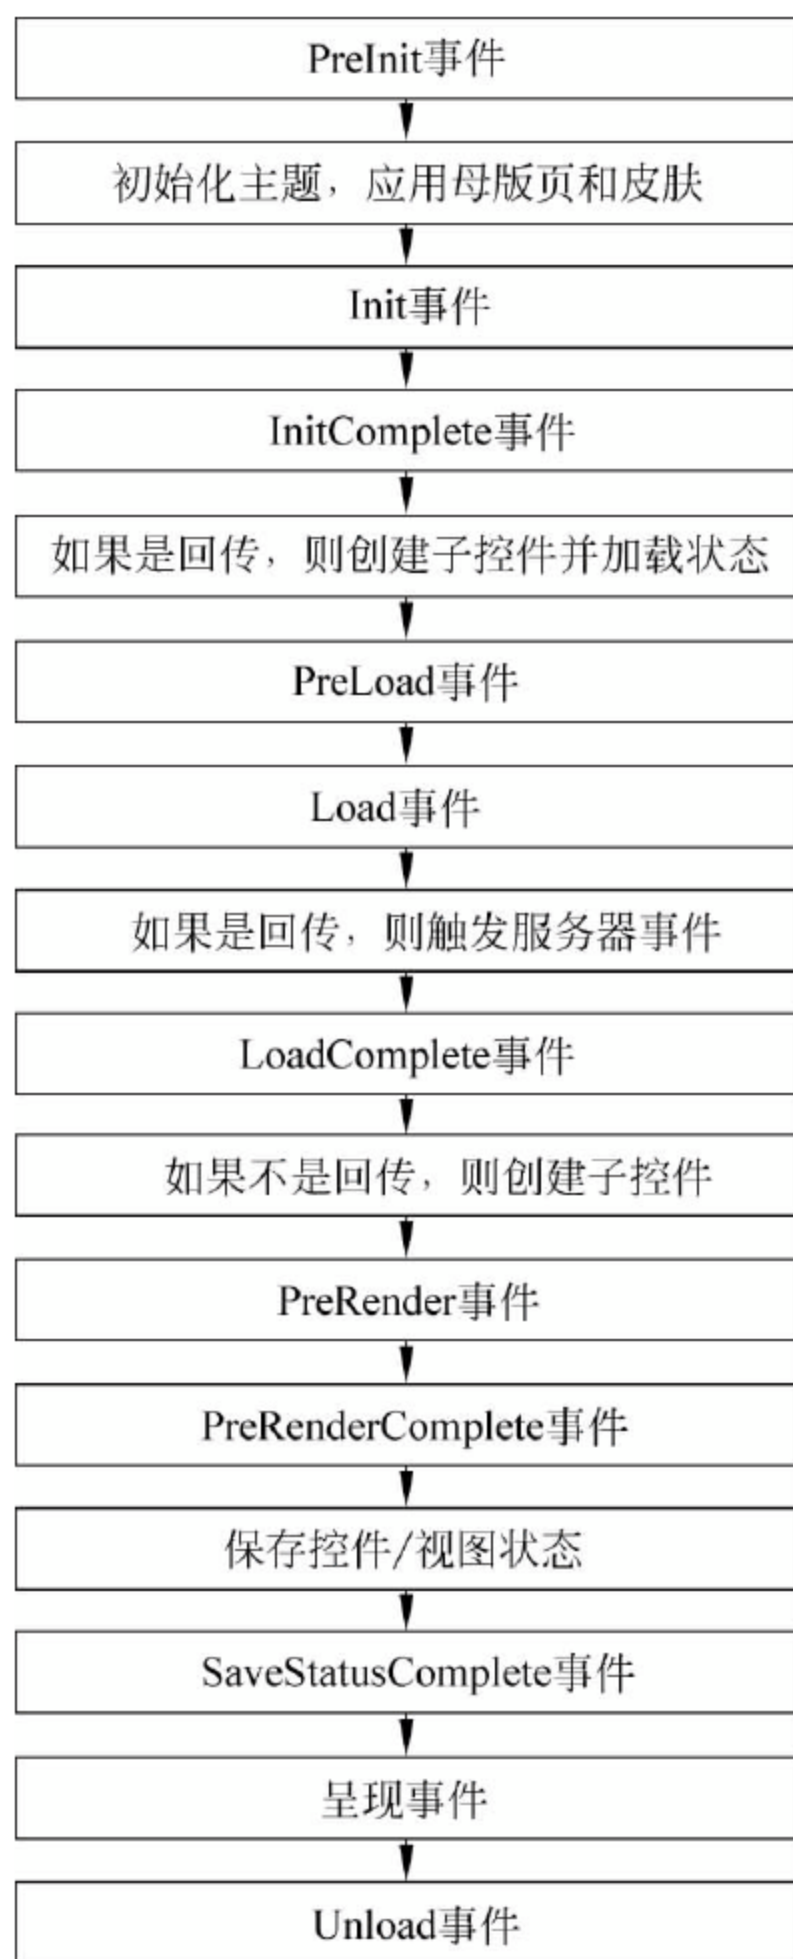 PreInit事件
初始化主题，应用母版页和皮肤
Init事件
InitComplete事件
如果是回传，则创建子控件并加载状态
PreLoad事件
Load事件
如果是回传，则触发服务器事件
LoadComplete事件
如果不是回传，则创建子控件
PreRender事件
PreRenderComplete事件
保存控件/视图状态
SaveStatusComplete事件
呈现事件
Unload事件